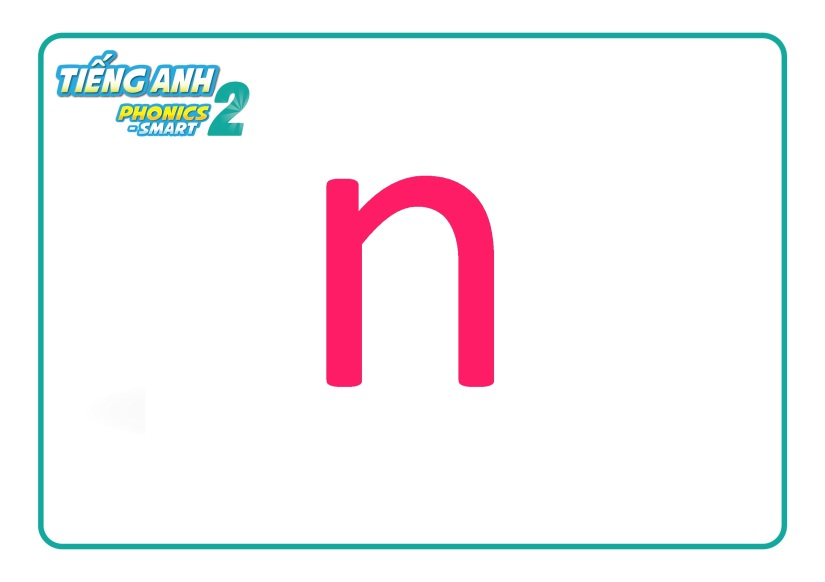 TIẾNG ANH
PHONICS
-SMART 2
n